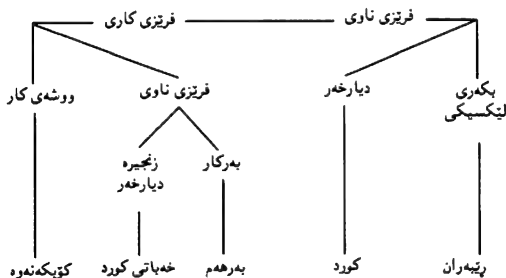 فرێزی ناوی فرێزی کاری
بکەری دیارخەر فرێزی ناوی ووشەی کار
لێکسیکی
بەرکار زنجیرە
دیارخەر
ڕێبەران کورد بەرهەم خەباتی کورد کۆبکەنەوە